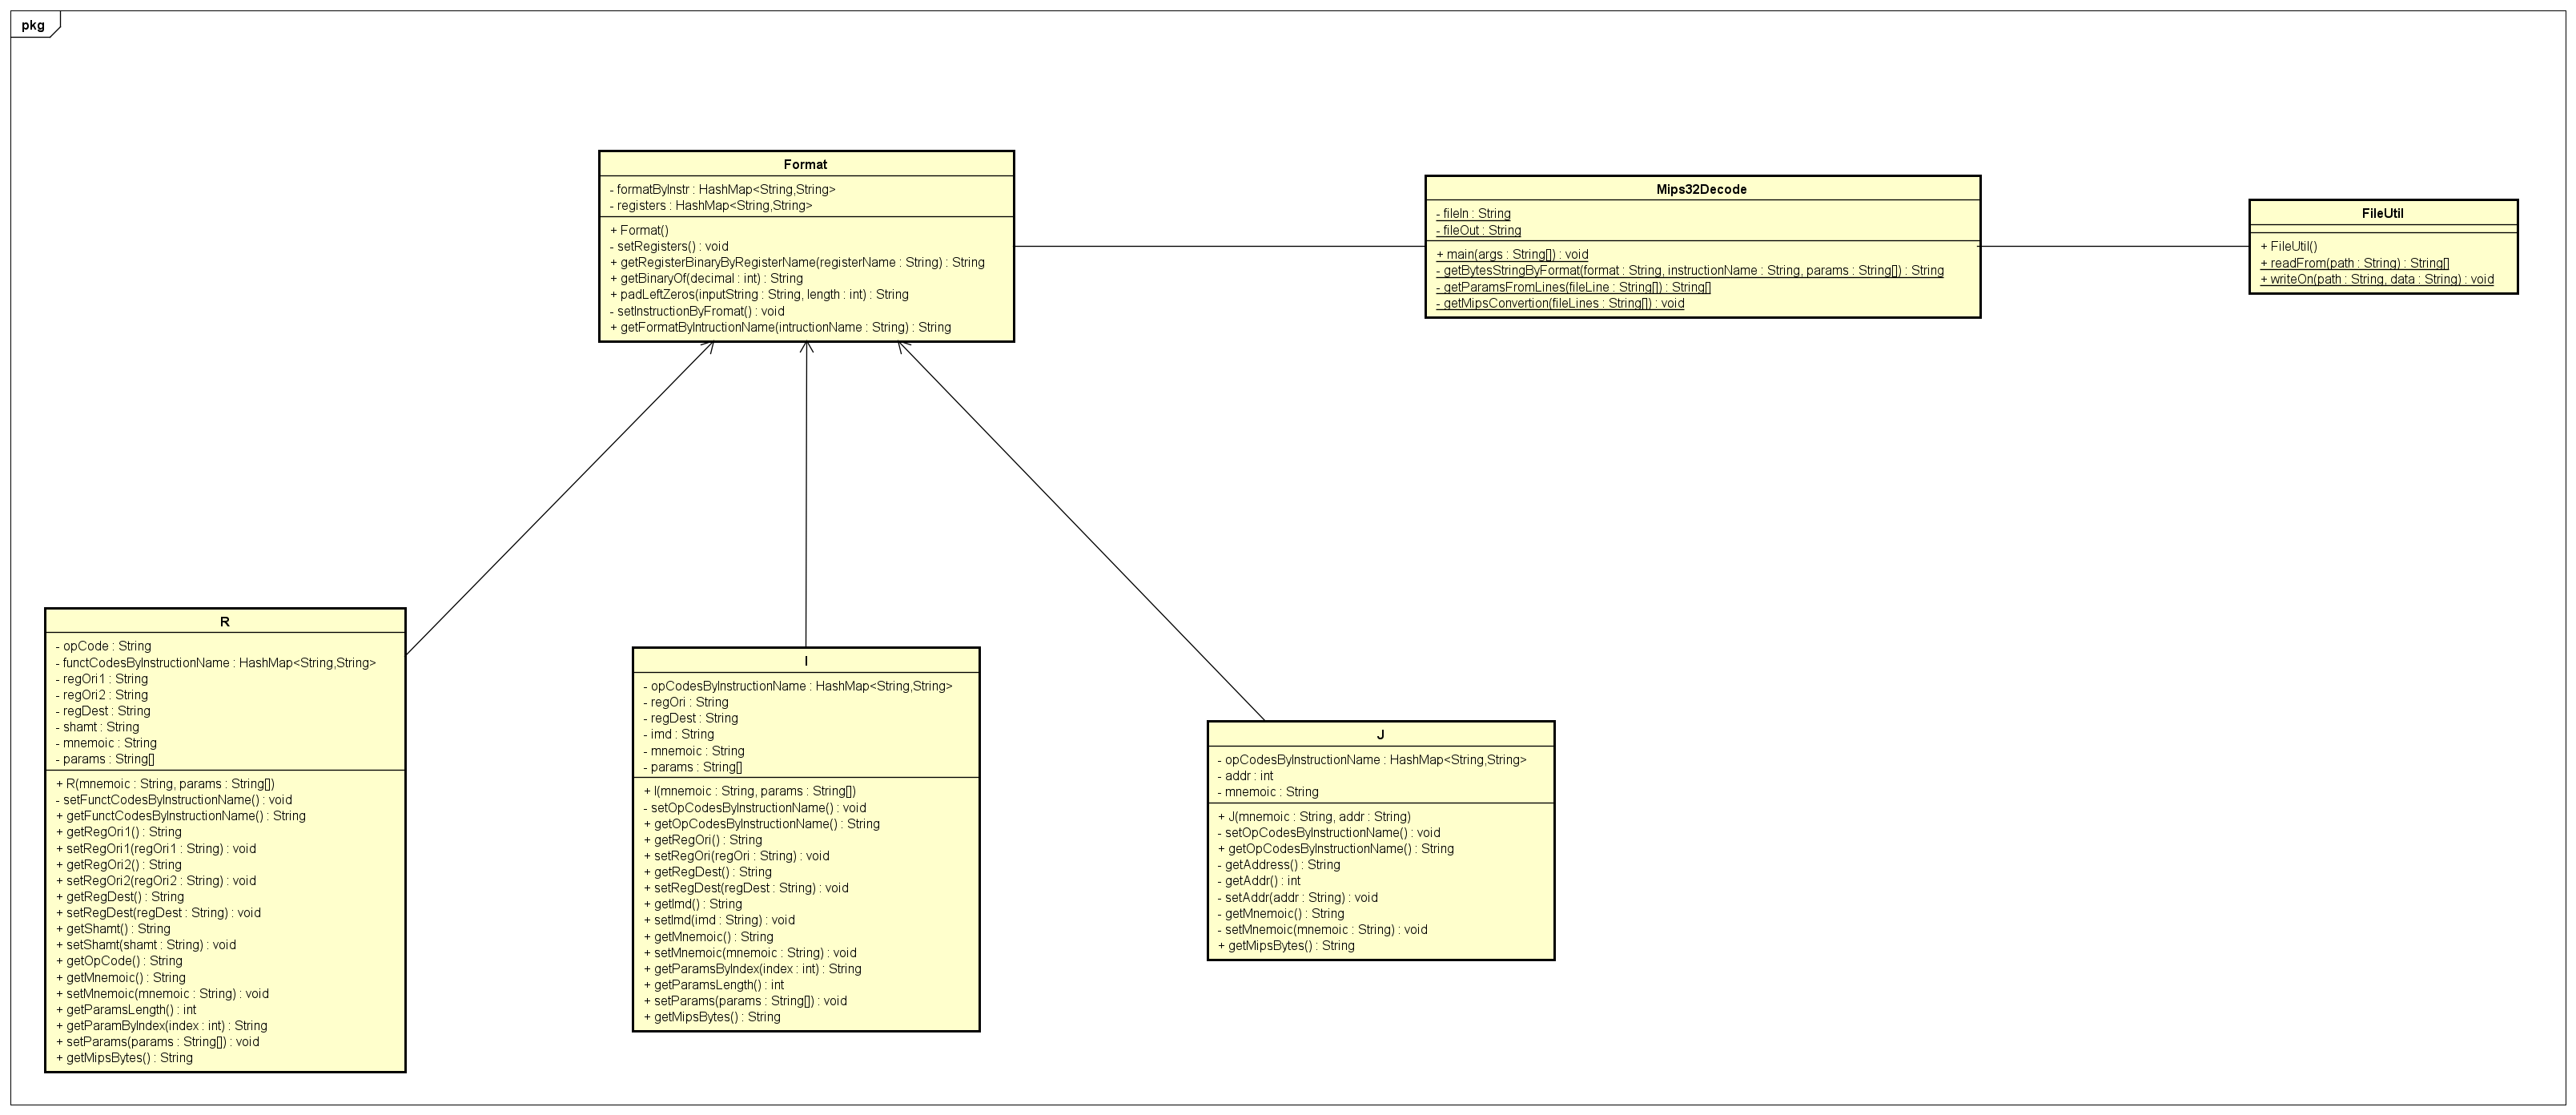 pkg
Format
- formatByInstr : HashMap<String,String>
- registers : HashMap<String,String>
+ Format()
- setRegisters() : void
+ getRegisterBinaryByRegisterName(registerName : String) : String
+ getBinaryOf(decimal : int) : String
+ padLeftZeros(inputString : String, length : int) : String
- setInstructionByFromat() : void
+ getFormatByIntructionName(intructionName : String) : String
Mips32Decode
- fileIn : String
- fileOut : String
+ main(args : String[]) : void
- getBytesStringByFormat(format : String, instructionName : String, params : String[]) : String
- getParamsFromLines(fileLine : String[]) : String[]
- getMipsConvertion(fileLines : String[]) : void
FileUtil
+ FileUtil()
+ readFrom(path : String) : String[]
+ writeOn(path : String, data : String) : void
R
- opCode : String
- functCodesByInstructionName : HashMap<String,String>
- regOri1 : String
- regOri2 : String
- regDest : String
- shamt : String
- mnemoic : String
- params : String[]
+ R(mnemoic : String, params : String[])
- setFunctCodesByInstructionName() : void
+ getFunctCodesByInstructionName() : String
+ getRegOri1() : String
+ setRegOri1(regOri1 : String) : void
+ getRegOri2() : String
+ setRegOri2(regOri2 : String) : void
+ getRegDest() : String
+ setRegDest(regDest : String) : void
+ getShamt() : String
+ setShamt(shamt : String) : void
+ getOpCode() : String
+ getMnemoic() : String
+ setMnemoic(mnemoic : String) : void
+ getParamsLength() : int
+ getParamByIndex(index : int) : String
+ setParams(params : String[]) : void
+ getMipsBytes() : String
I
- opCodesByInstructionName : HashMap<String,String>
- regOri : String
- regDest : String
- imd : String
- mnemoic : String
- params : String[]
+ I(mnemoic : String, params : String[])
- setOpCodesByInstructionName() : void
+ getOpCodesByInstructionName() : String
+ getRegOri() : String
+ setRegOri(regOri : String) : void
+ getRegDest() : String
+ setRegDest(regDest : String) : void
+ getImd() : String
+ setImd(imd : String) : void
+ getMnemoic() : String
+ setMnemoic(mnemoic : String) : void
+ getParamsByIndex(index : int) : String
+ getParamsLength() : int
+ setParams(params : String[]) : void
+ getMipsBytes() : String
J
- opCodesByInstructionName : HashMap<String,String>
- addr : int
- mnemoic : String
+ J(mnemoic : String, addr : String)
- setOpCodesByInstructionName() : void
+ getOpCodesByInstructionName() : String
- getAddress() : String
- getAddr() : int
- setAddr(addr : String) : void
- getMnemoic() : String
- setMnemoic(mnemoic : String) : void
+ getMipsBytes() : String